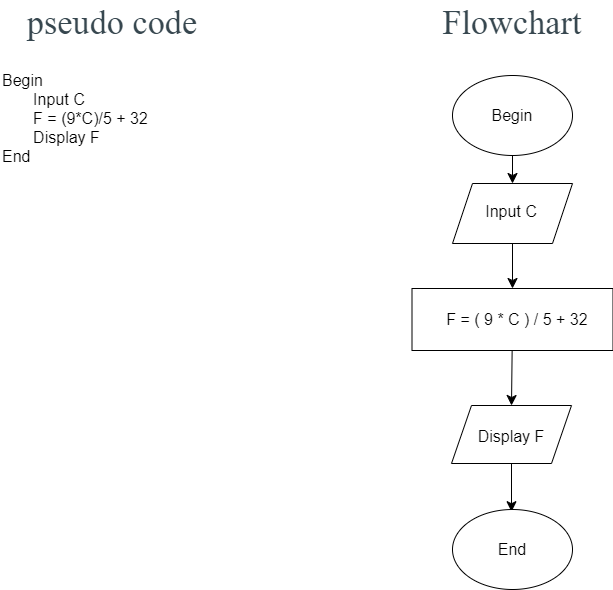 pseudo code
Begin
Input C
F = (9*C)/5 + 32
Display F
End
Flowchart
Begin
Input C
F = ( 9 * C ) / 5 + 32
Display F
End